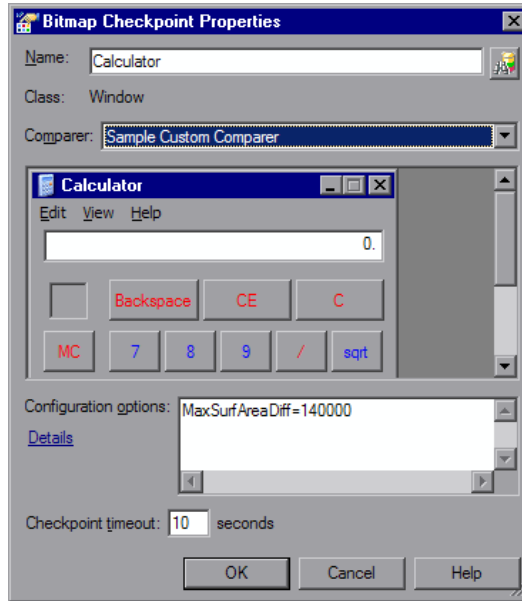 Bitmap Checkpoint Properties
Name: Calculator
Class: Window
Comparer: Sample Custom Comparer
Calculator
Edit View Help
0.
Backspace CE C
MC 7 8 9 / sqrt
Configuration options: MaxSurfAreaDiff=140000
Details
Checkpoint timeout: 10 seconds
OK Cancel Help